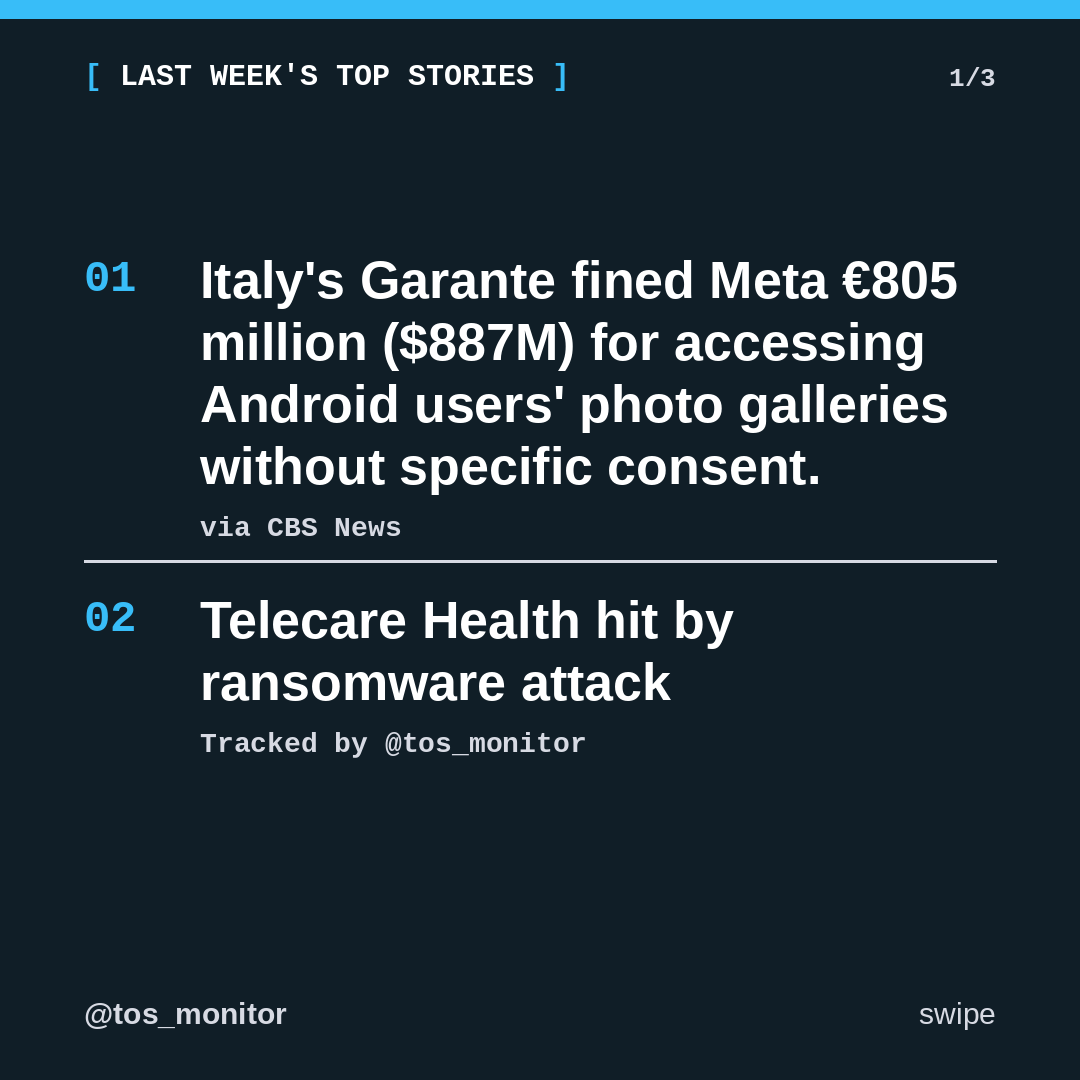 [ LAST WEEK'S TOP STORIES ]
1/3
01
Italy's Garante fined Meta €805
million ($887M) for accessing
Android users' photo galleries
without specific consent.
via CBS News
02
Telecare Health hit by
ransomware attack
Tracked by @tos_monitor
@tos_monitor
swipe